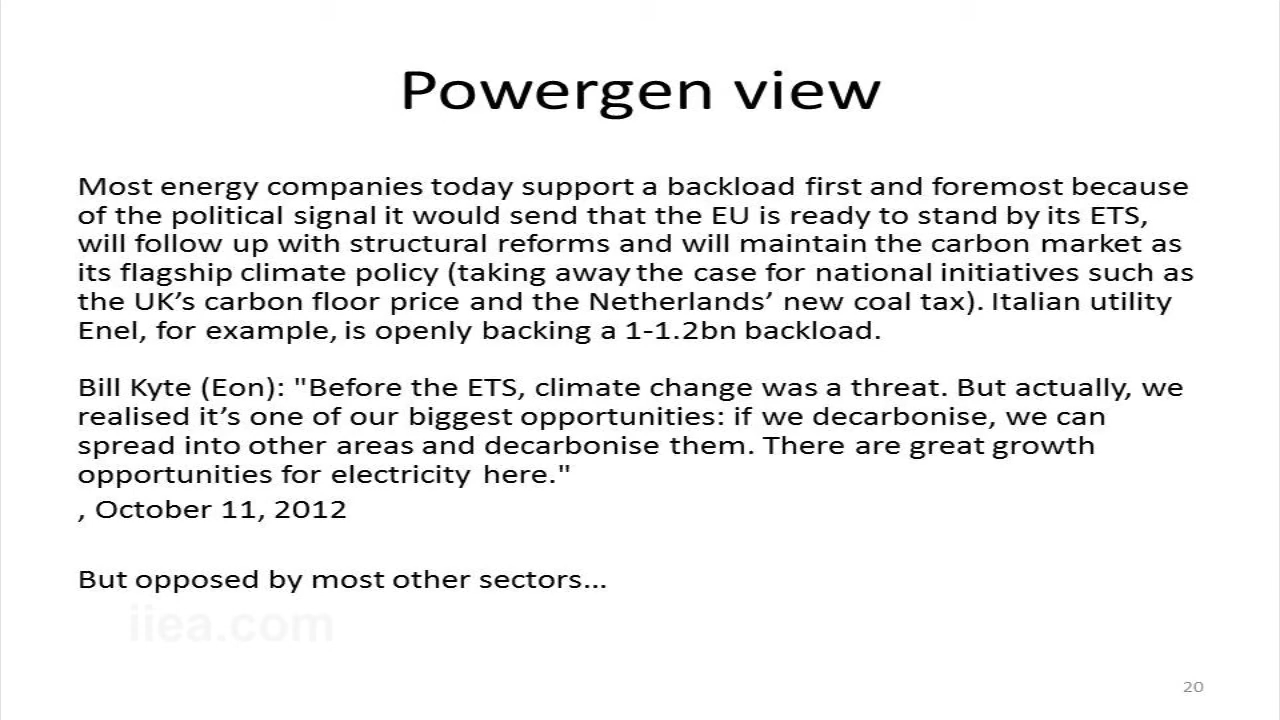 Powergen view
Most energy companies today support a backload first and foremost because
of the political signal it would send that the EU is ready to stand by its ETS,
will follow up with structural reforms and will maintain the carbon market as
its flagship climate policy (taking away the case for national initiatives such as
the UK’s carbon floor price and the Netherlands’ new coal tax). Italian utility
Enel, for example, is openly backing a 1-1.2bn backload.
Bill Kyte (Eon): "Before the ETS, climate change was a threat. But actually, we
realised it’s one of our biggest opportunities: if we decarbonise, we can
spread into other areas and decarbonise them. There are great growth
opportunities for electricity here."
, October 11, 2012
But opposed by most other sectors...
iiea.com
20